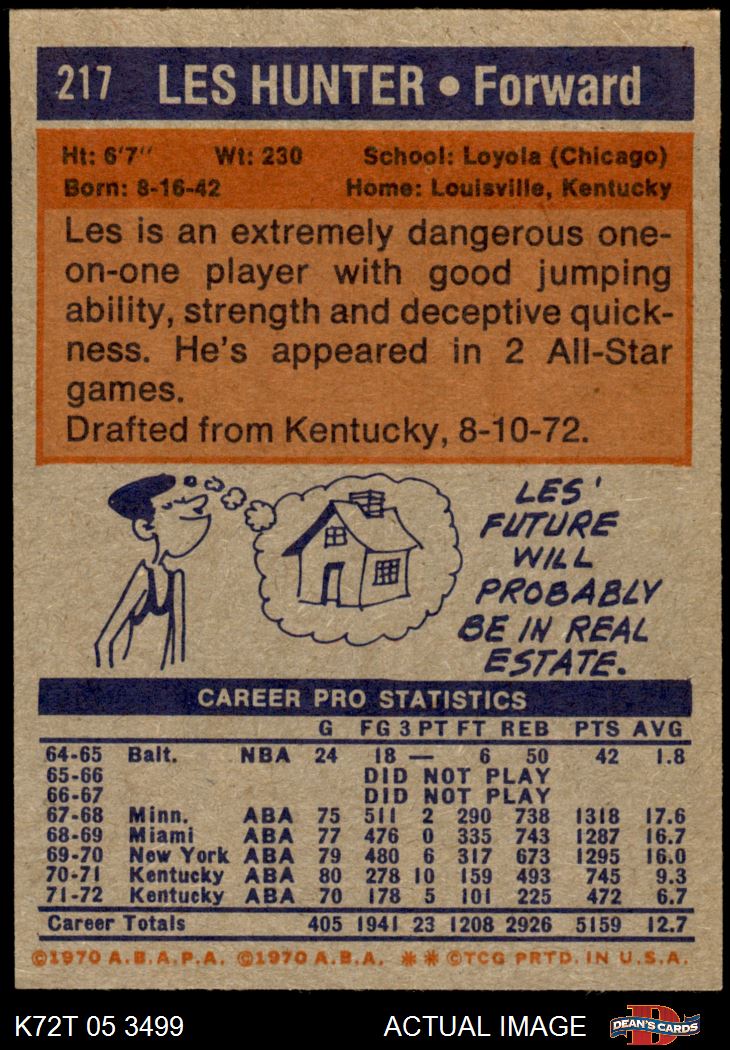 217 LES HUNTER • Forward
Ht: 6'7" Wt: 230 School: Loyola (Chicago)
Born: 8-16-42 Home: Louisville, Kentucky
Les is an extremely dangerous one-
on-one player with good jumping
ability, strength and deceptive quick-
ness. He's appeared in 2 All-Star
games.
Drafted from Kentucky, 8-10-72.
LES'
FUTURE
WILL
PROBABLY
BE IN REAL
ESTATE.
CAREER PRO STATISTICS
G FG 3 PT FT REB PTS AVG
64-65 Balt. NBA 24 18 — 6 50 42 1.8
65-66 DID NOT PLAY
66-67 DID NOT PLAY
67-68 Minn. ABA 75 511 2 290 738 1318 17.6
68-69 Miami ABA 77 476 0 335 743 1287 16.7
69-70 New York ABA 79 480 6 317 673 1295 16.0
70-71 Kentucky ABA 80 278 10 159 493 745 9.3
71-72 Kentucky ABA 70 178 5 101 225 472 6.7
Career Totals 405 1941 23 1208 2926 5159 12.7
©1970 A.B.A.P.A. ©1970 A.B.A. ** ©TCG PRTD. IN U.S.A.
K72T 05 3499 ACTUAL IMAGE D DEAN'S CARDS